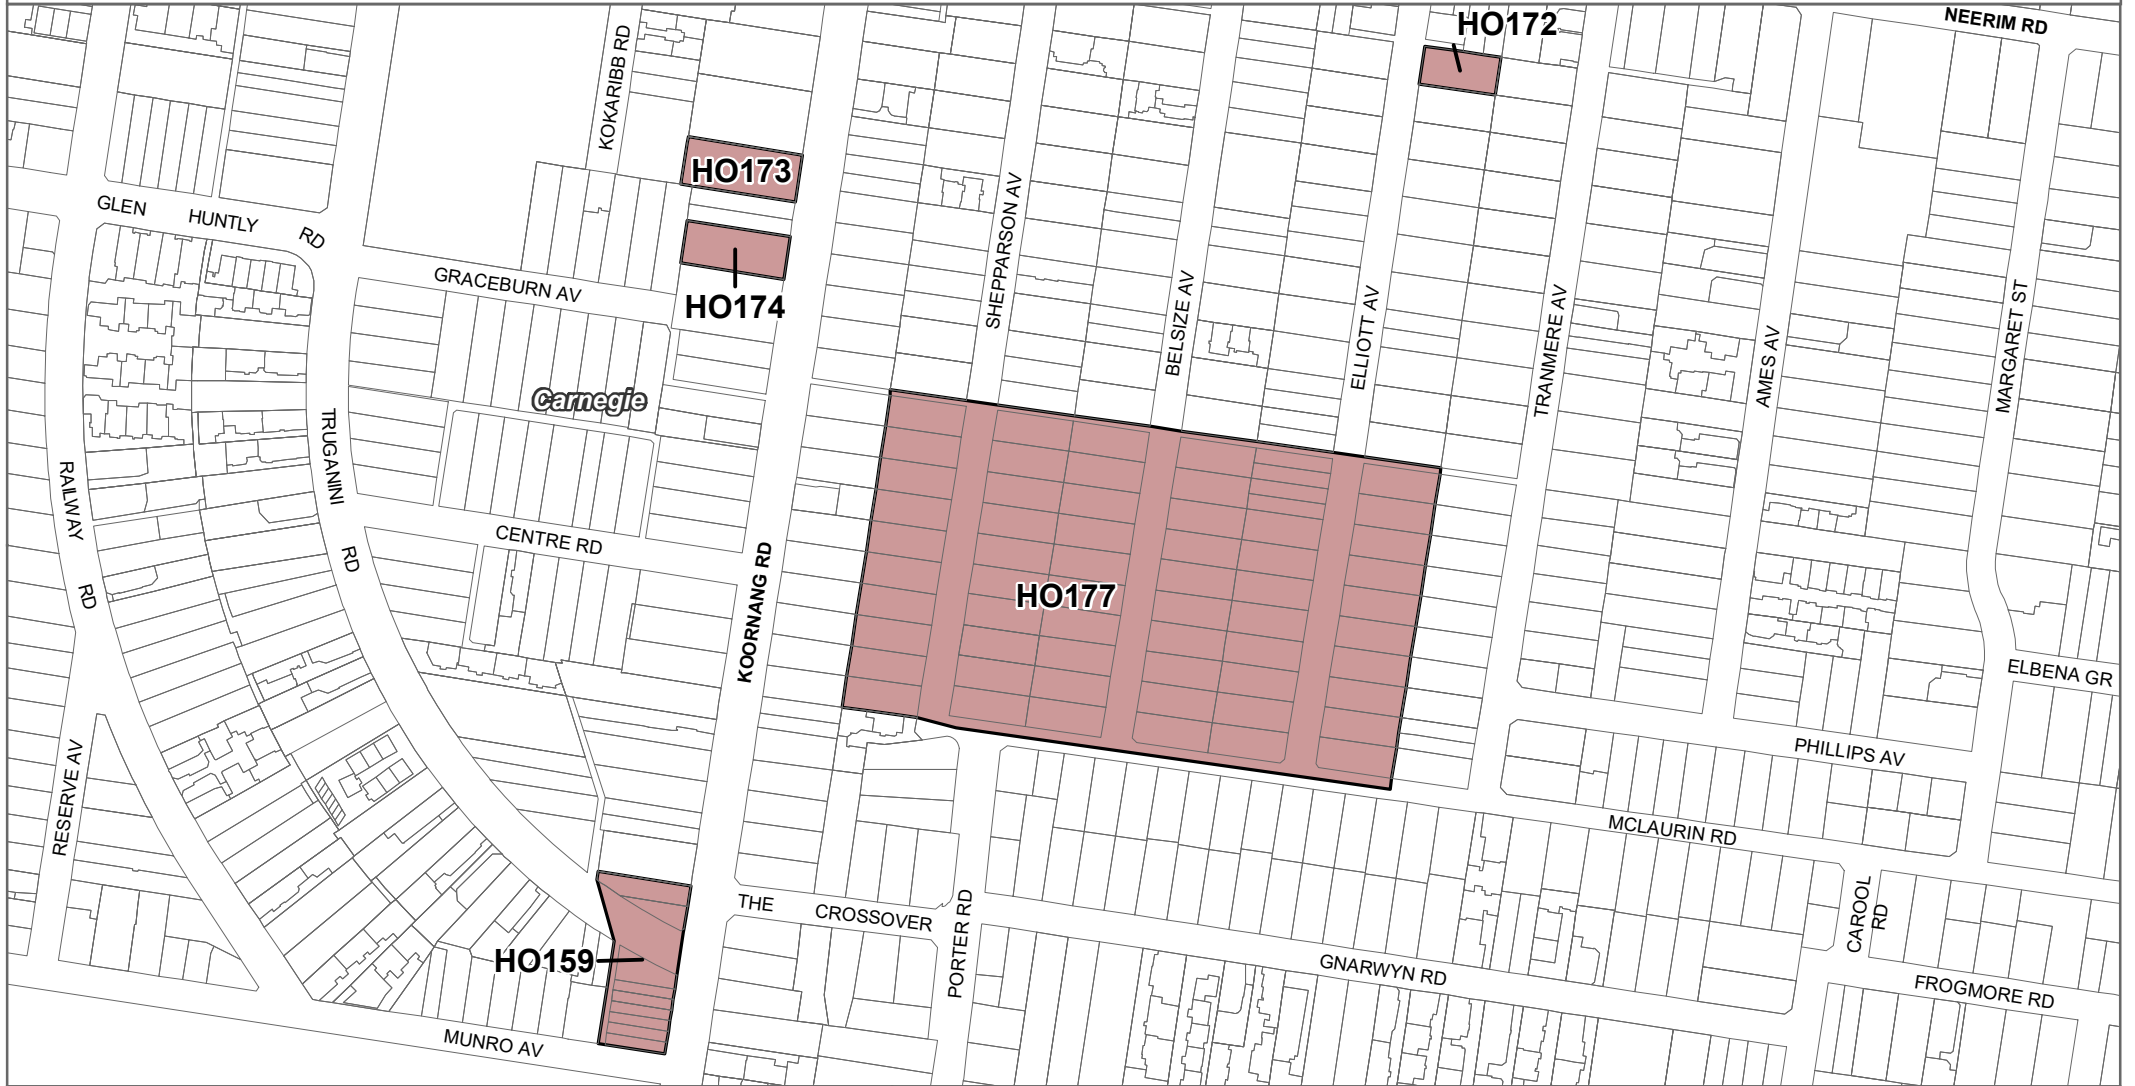 NEERIM RD
HO172
KOKARIBB RD
HO173
GLEN HUNTLY RD
SHEPPARSON AV
GRACEBURN AV
HO174
BELSIZE AV
ELLIOTT AV
TRANMERE AV
AMES AV
MARGARET ST
Carnegie
TRUGANINI RD
RAILWAY RD
CENTRE RD
KOORNANG RD
HO177
ELBENA GR
PHILLIPS AV
RESERVE AV
MCLAURIN RD
THE CROSSOVER
PORTER RD
CAROOL
RD
HO159
GNARWYN RD
FROGMORE RD
MUNRO AV